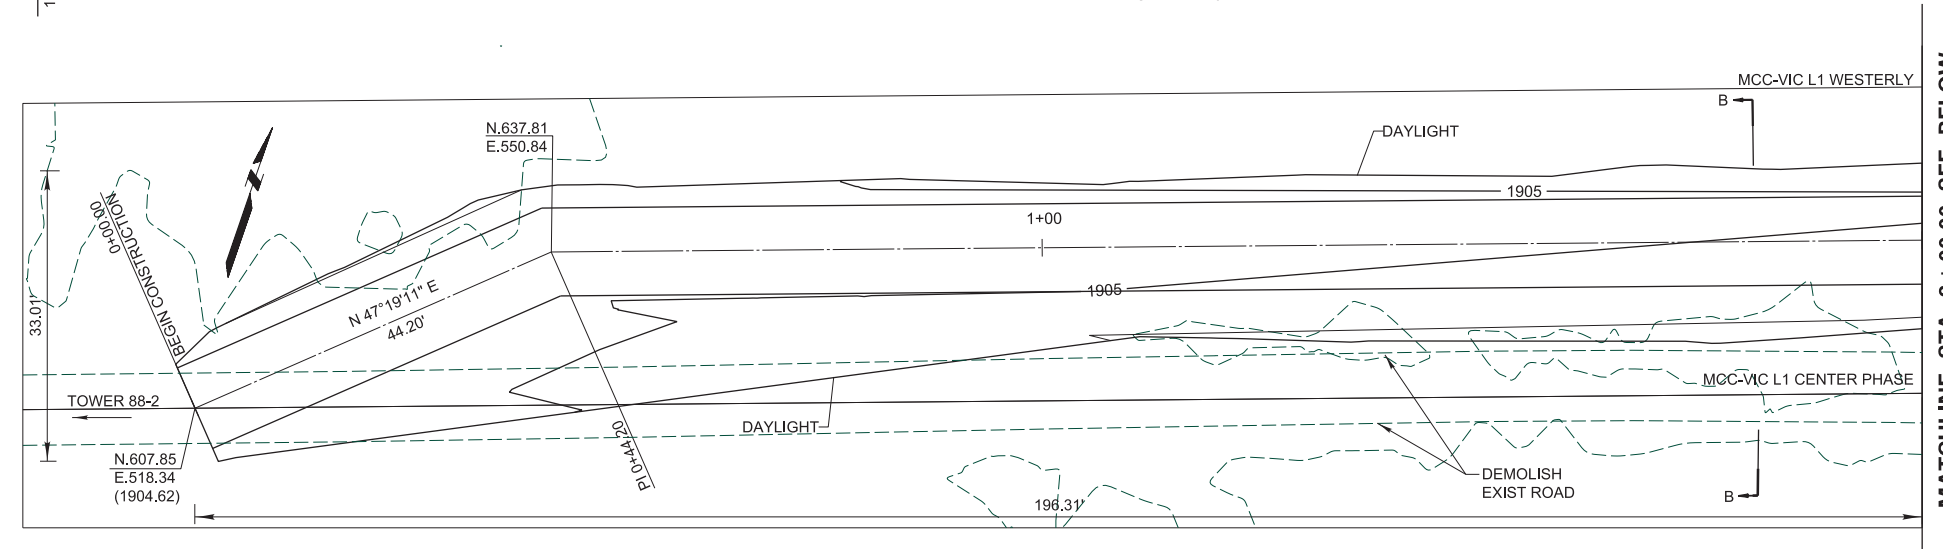 MCC-VIC L1 WESTERLY
B
N.637.81
E.550.84
DAYLIGHT
1905
0+00.00
BEGIN CONSTRUCTION
1+00
33.01'
N 47°19'11" E
44.20'
1905
TOWER 88-2
MCC-VIC L1 CENTER PHASE
DAYLIGHT
PI 0+44.20
N.607.85
E.518.34
(1904.62)
DEMOLISH
EXIST ROAD
B
196.31'